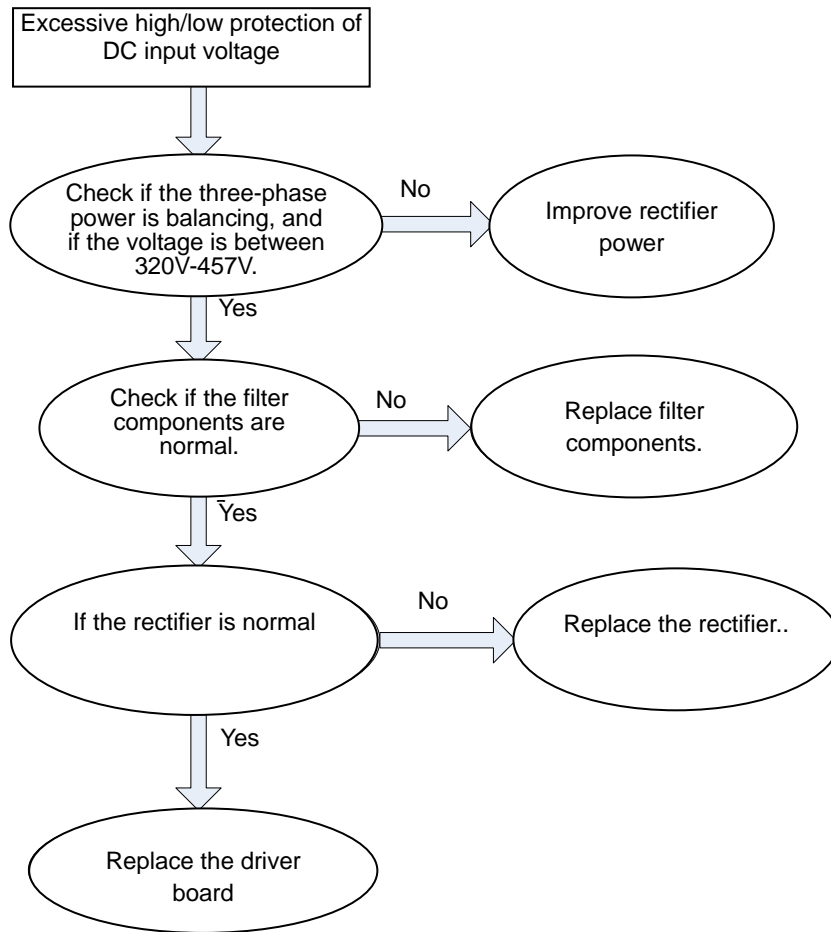 Excessive high/low protection of
DC input voltage
Check if the three-phase
power is balancing, and
if the voltage is between
320V-457V.
No
Improve rectifier
power
Yes
Check if the filter
components are
normal.
No
Replace filter
components.
Yes
If the rectifier is normal
No
Replace the rectifier..
Yes
Replace the driver
board